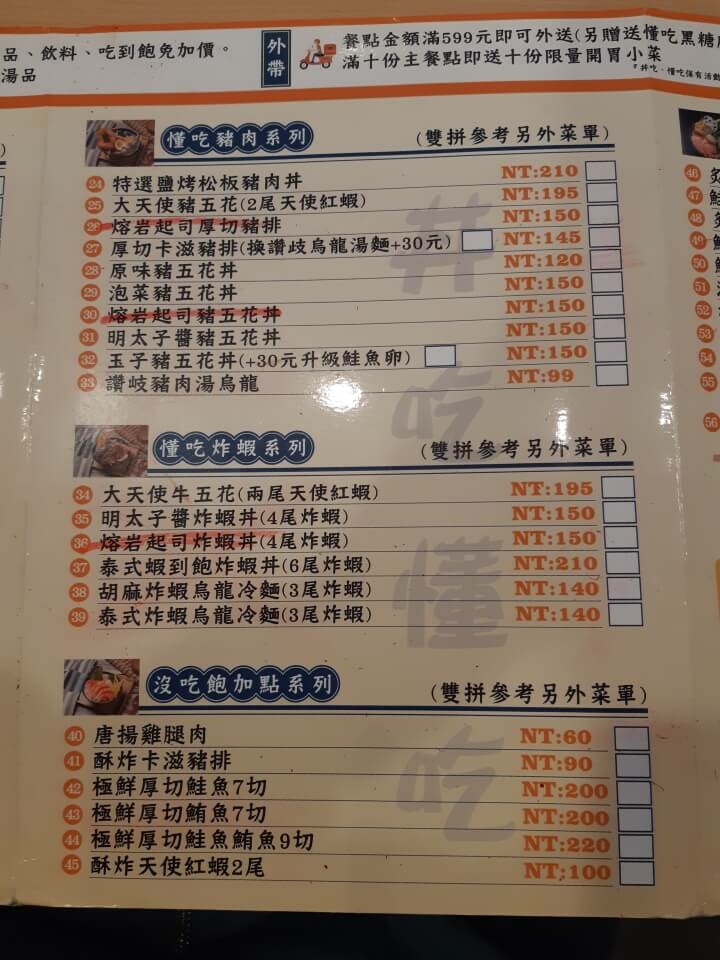 品、飲料、吃到飽免加價。
湯品
外帶
餐點金額滿599元即可外送(另贈送懂吃黑糖
滿十份主餐點即送十份限量開胃小菜
懂吃豬肉系列
(雙拼參考另外菜單)
24 特選鹽烤松板豬肉丼 NT:210
25 大天使豬五花(2尾天使紅蝦) NT:195
26 熔岩起司厚切豬排 NT:150
27 厚切卡滋豬排(換讚歧烏龍湯麵+30元) NT:145
28 原味豬五花丼 NT:120
29 泡菜豬五花丼 NT:150
30 熔岩起司豬五花丼 NT:150
31 明太子醬豬五花丼 NT:150
32 玉子豬五花丼(+30元升級鮭魚卵) NT:150
33 讚岐豬肉湯烏龍 NT:99
懂吃炸蝦系列
(雙拼參考另外菜單)
34 大天使牛五花(兩尾天使紅蝦) NT:195
35 明太子醬炸蝦丼(4尾炸蝦) NT:150
36 熔岩起司炸蝦丼(4尾炸蝦) NT:150
37 泰式蝦到飽炸蝦丼(6尾炸蝦) NT:210
38 胡麻炸蝦烏龍冷麵(3尾炸蝦) NT:140
39 泰式炸蝦烏龍冷麵(3尾炸蝦) NT:140
沒吃飽加點系列
(雙拼參考另外菜單)
40 唐揚雞腿肉 NT:60
41 酥炸卡滋豬排 NT:90
42 極鮮厚切鮭魚7切 NT:200
43 極鮮厚切鮪魚7切 NT:200
44 極鮮厚切鮭魚鮪魚9切 NT:220
45 酥炸天使紅蝦2尾 NT;100
丼
吃
懂
吃
46
47
48
49
50
51
52
53
54
55
56